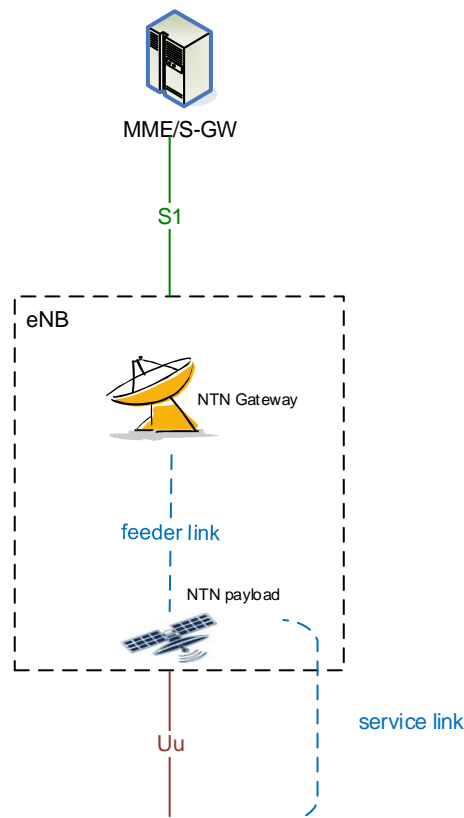 MME/S-GW
S1
eNB
NTN Gateway
feeder link
NTN payload
service link
Uu